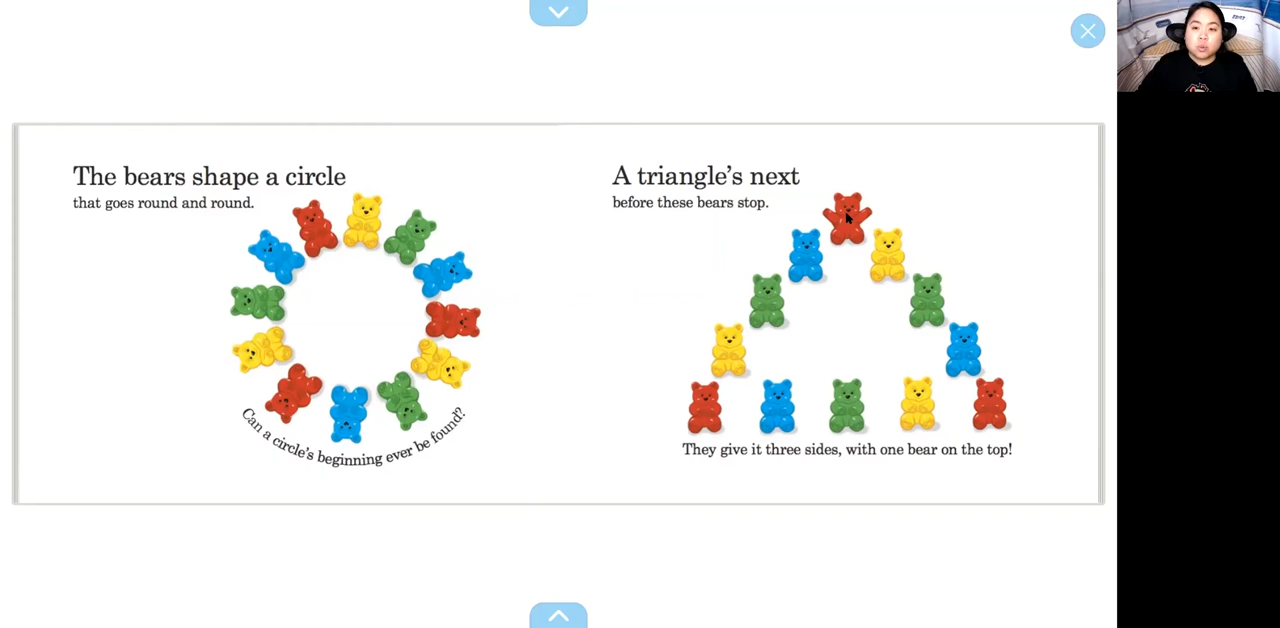 The bears shape a circle
that goes round and round.
Can a circle's beginning ever be found?
A triangle's next
before these bears stop.
They give it three sides, with one bear on the top!